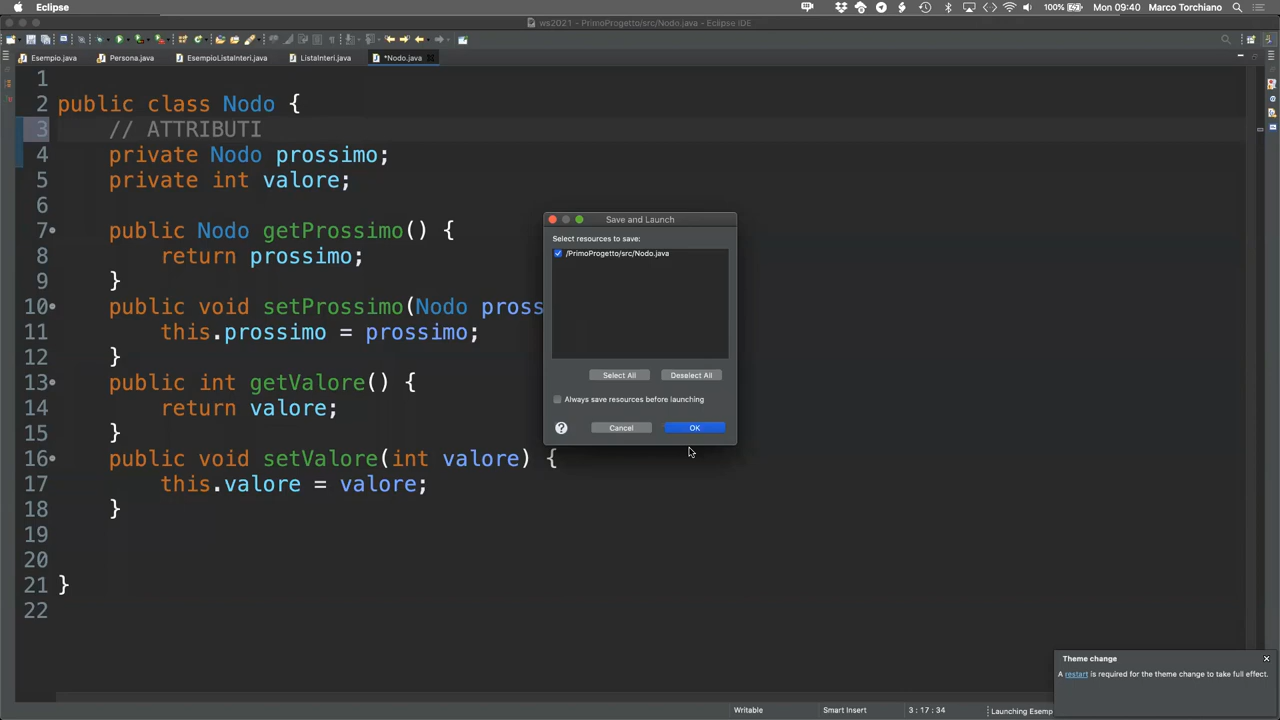 Eclipse
100%
Mon 09:40
Marco Torchiano
ws2021 - PrimoProgetto/src/Nodo.java - Eclipse IDE
Esempio.java
Persona.java
EsempioListaInteri.java
ListaInteri.java
*Nodo.java
1
2 public class Nodo {
3 // ATTRIBUTI
4 private Nodo prossimo;
5 private int valore;
6
7 public Nodo getProssimo() {
8 return prossimo;
9 }
10 public void setProssimo(Nodo pross
11 this.prossimo = prossimo;
12 }
13 public int getValore() {
14 return valore;
15 }
16 public void setValore(int valore) {
17 this.valore = valore;
18 }
19
20
21 }
22
Save and Launch
Select resources to save:
/PrimoProgetto/src/Nodo.java
Select All
Deselect All
Always save resources before launching
?
Cancel
OK
Theme change
A restart is required for the theme change to take full effect.
Writable
Smart Insert
3 : 17 : 34
Launching Esemp